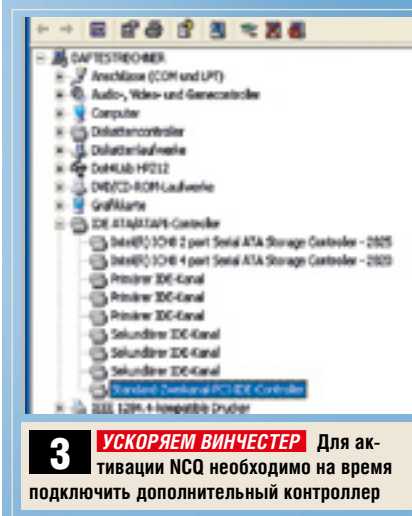 DAFTESTRECHNER
Anschlüsse (COM und LPT)
Audio-, Video- und Gamecontroller
Computer
Diskettencontroller
Diskettenlaufwerke
Dot4Lab HPZ12
DVD/CD-ROM-Laufwerke
Grafikkarte
IDE ATA/ATAPI-Controller
Intel(R) ICH8 2 port Serial ATA Storage Controller - 2825
Intel(R) ICH8 4 port Serial ATA Storage Controller - 2820
Primärer IDE-Kanal
Primärer IDE-Kanal
Primärer IDE-Kanal
Sekundärer IDE-Kanal
Sekundärer IDE-Kanal
Sekundärer IDE-Kanal
Standard-Zweikanal-PCI-IDE-Controller
IEEE 1284.4-kompatible Drucker
3 УСКОРЯЕМ ВИНЧЕСТЕР Для ак-
тивации NCQ необходимо на время
подключить дополнительный контроллер